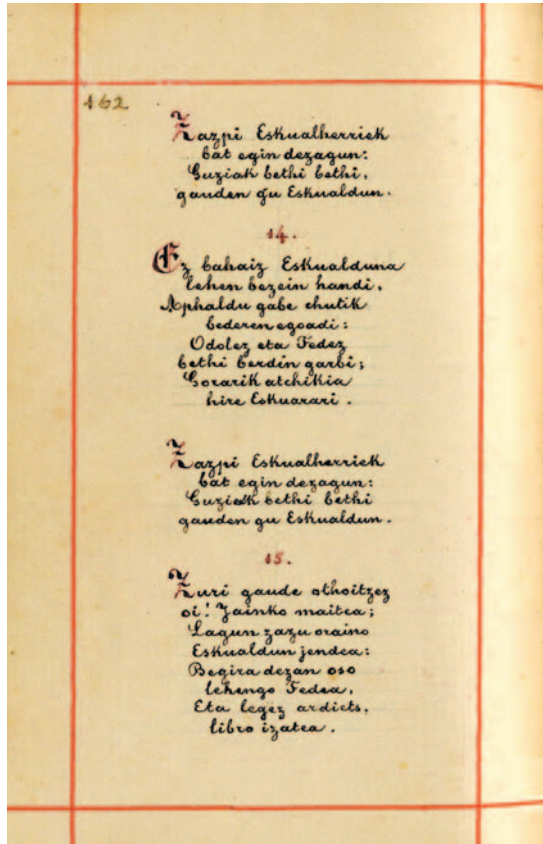 162
Zazpi Eskualherriek
bat egin dezagun:
Guziak bethi bethi,
gauden gu Eskualdun.
14.
Ez bahaiz Eskualduna
lehen bezein handi,
Aphaldu gabe chutik
bederen egoadi:
Odolez eta Fedez
bethi berdin garbi;
Gorarik atchikia
hire Eskuarari.
Zazpi Eskualherriek
bat egin dezagun:
Guziak bethi bethi
gauden gu Eskualdun.
15.
Zuri gaude othoitzez
oi! Jainko maitea;
Lagun zazu oraino
Eskualdun jendea:
Begira dezan oso
lehengo Fedea,
Eta legez ardiets,
libro izatea.